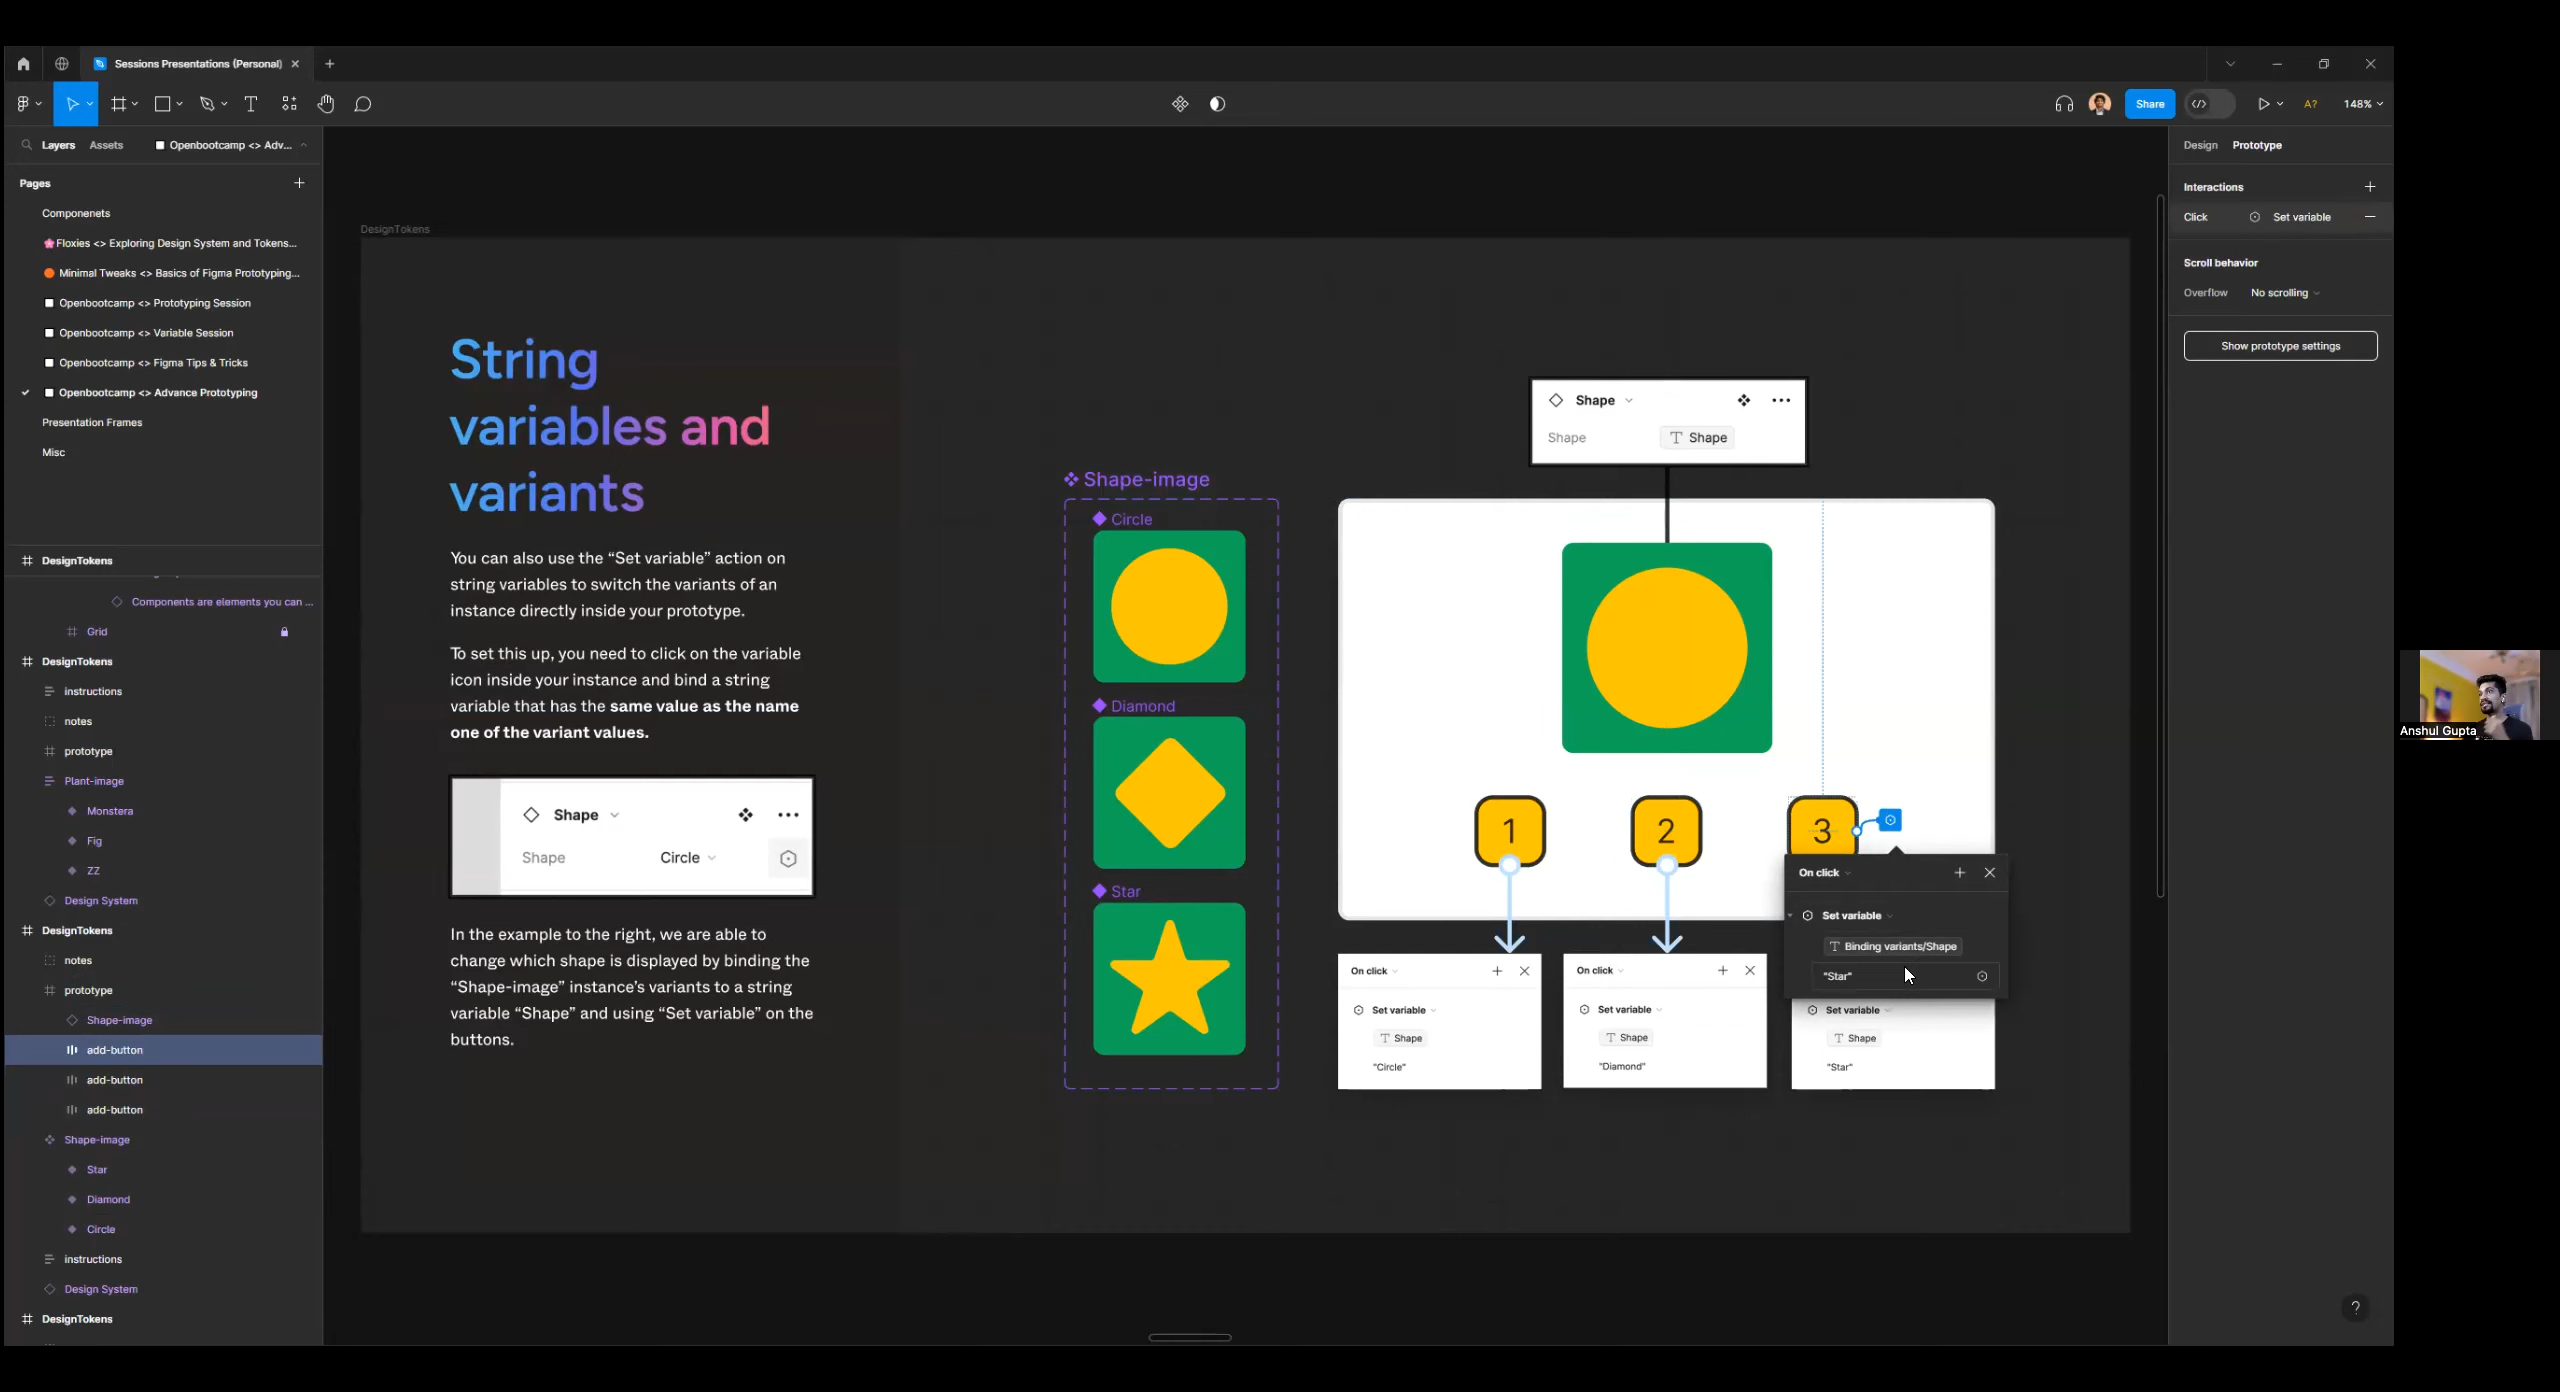 Sessions Presentations (Personal)
Share
A?
148%
Layers
Assets
Openbootcamp <> Adv...
Pages
Componenets
Floxies <> Exploring Design System and Tokens...
Minimal Tweaks <> Basics of Figma Prototyping...
Openbootcamp <> Prototyping Session
Openbootcamp <> Variable Session
Openbootcamp <> Figma Tips & Tricks
Openbootcamp <> Advance Prototyping
Presentation Frames
Misc
DesignTokens
Components are elements you can ...
Grid
DesignTokens
instructions
notes
prototype
Plant-image
Monstera
Fig
ZZ
Design System
DesignTokens
notes
prototype
Shape-image
add-button
add-button
add-button
Shape-image
Star
Diamond
Circle
instructions
Design System
DesignTokens
DesignTokens
String
variables and
variants
You can also use the “Set variable” action on
string variables to switch the variants of an
instance directly inside your prototype.
To set this up, you need to click on the variable
icon inside your instance and bind a string
variable that has the same value as the name
one of the variant values.
Shape
Shape
Circle
In the example to the right, we are able to
change which shape is displayed by binding the
“Shape-image” instance’s variants to a string
variable “Shape” and using “Set variable” on the
buttons.
Shape-image
Circle
Diamond
Star
Shape
Shape
Shape
1
2
3
On click
Set variable
Binding variants/Shape
"Star"
On click
Set variable
Shape
"Circle"
On click
Set variable
Shape
"Diamond"
Set variable
Shape
"Star"
Design
Prototype
Interactions
Click
Set variable
Scroll behavior
Overflow
No scrolling
Show prototype settings
?
Anshul Gupta